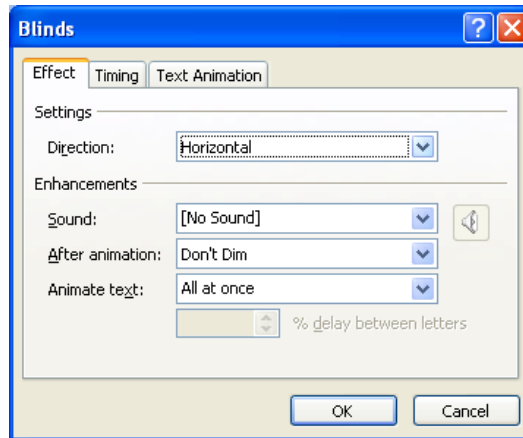 Blinds
Effect Timing Text Animation
Settings
Direction: Horizontal
Enhancements
Sound: [No Sound]
After animation: Don't Dim
Animate text: All at once
% delay between letters
OK Cancel